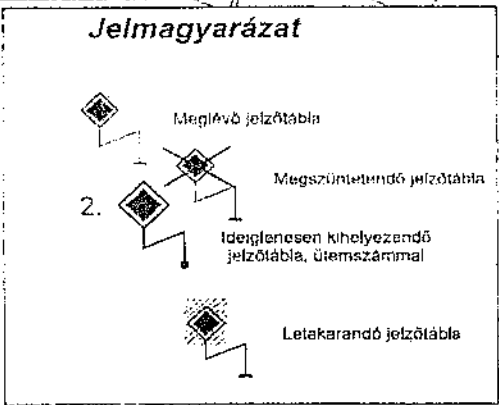 Jelmagyarázat
Meglévő jelzőtábla
Megszüntetendő jelzőtábla
2.
Ideiglenesen kihelyezendő
jelzőtábla, ütemszámmal
Letakarandó jelzőtábla